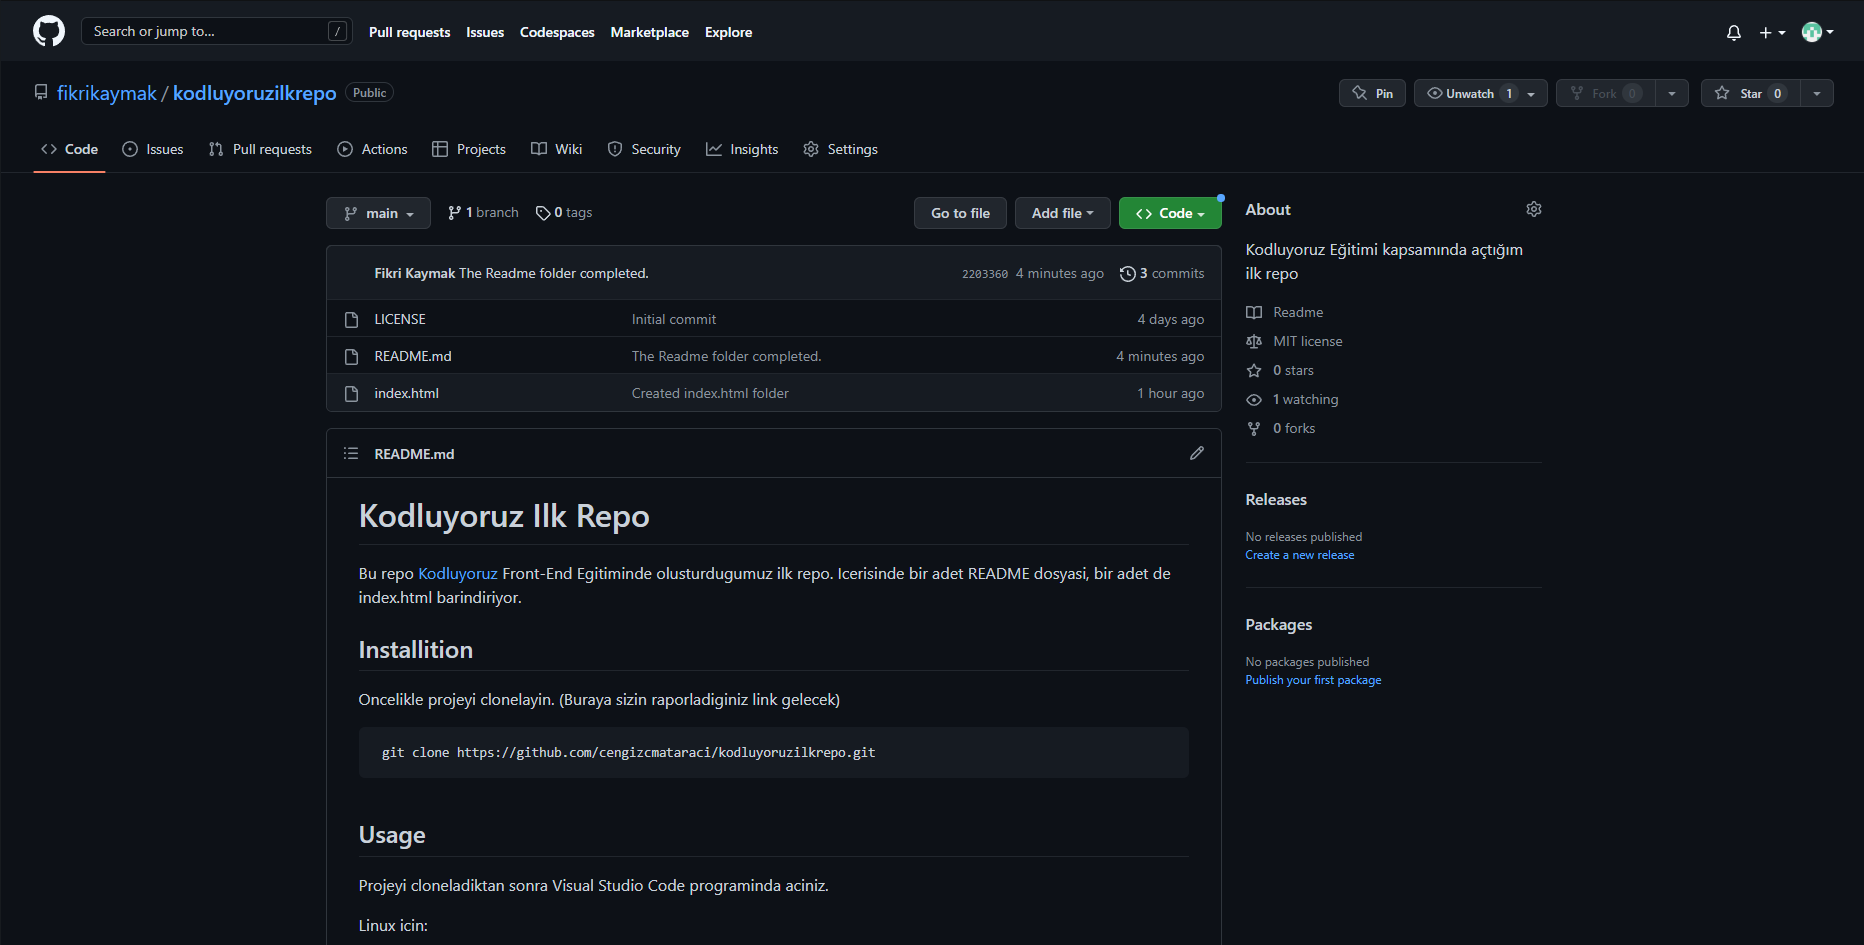 Search or jump to... /
Pull requests Issues Codespaces Marketplace Explore
fikrikaymak / kodluyoruzilkrepo Public
Pin Unwatch 1 Fork 0 Star 0
Code Issues Pull requests Actions Projects Wiki Security Insights Settings
main 1 branch 0 tags Go to file Add file Code
Fikri Kaymak The Readme folder completed. 2203360 4 minutes ago 3 commits
LICENSE Initial commit 4 days ago
README.md The Readme folder completed. 4 minutes ago
index.html Created index.html folder 1 hour ago
README.md
Kodluyoruz Ilk Repo
Bu repo Kodluyoruz Front-End Egitiminde olusturdugumuz ilk repo. Icerisinde bir adet README dosyasi, bir adet de
index.html barindiriyor.
Installition
Oncelikle projeyi clonelayin. (Buraya sizin raporladiginiz link gelecek)
git clone https://github.com/cengizcmataraci/kodluyoruzilkrepo.git
Usage
Projeyi cloneladiktan sonra Visual Studio Code programinda aciniz.
Linux icin:
About
Kodluyoruz Eğitimi kapsamında açtığım
ilk repo
Readme
MIT license
0 stars
1 watching
0 forks
Releases
No releases published
Create a new release
Packages
No packages published
Publish your first package